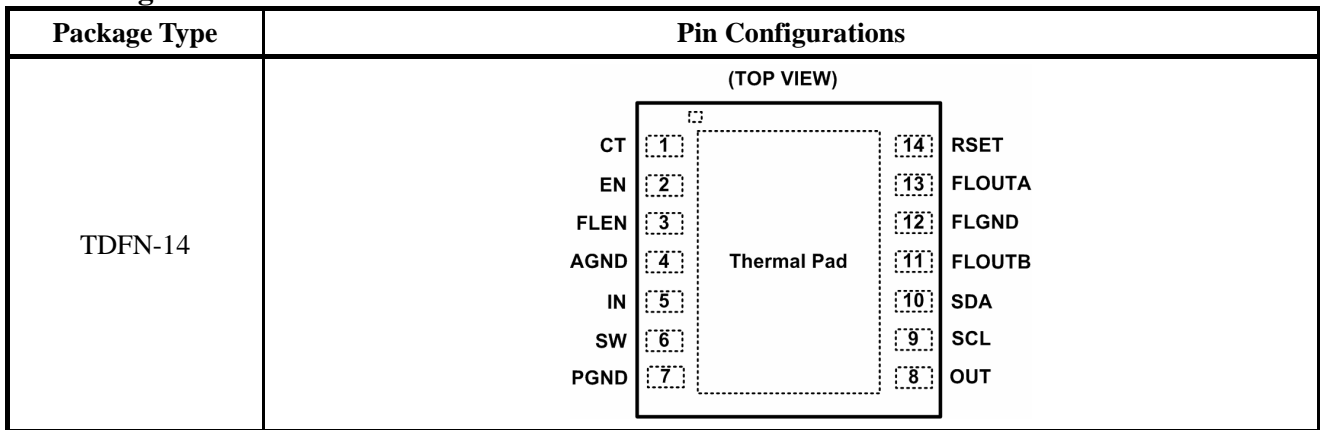 Package Type
Pin Configurations
(TOP VIEW)
TDFN-14
CT 1 14 RSET
EN 2 13 FLOUTA
FLEN 3 12 FLGND
AGND 4 Thermal Pad 11 FLOUTB
IN 5 10 SDA
SW 6 9 SCL
PGND 7 8 OUT